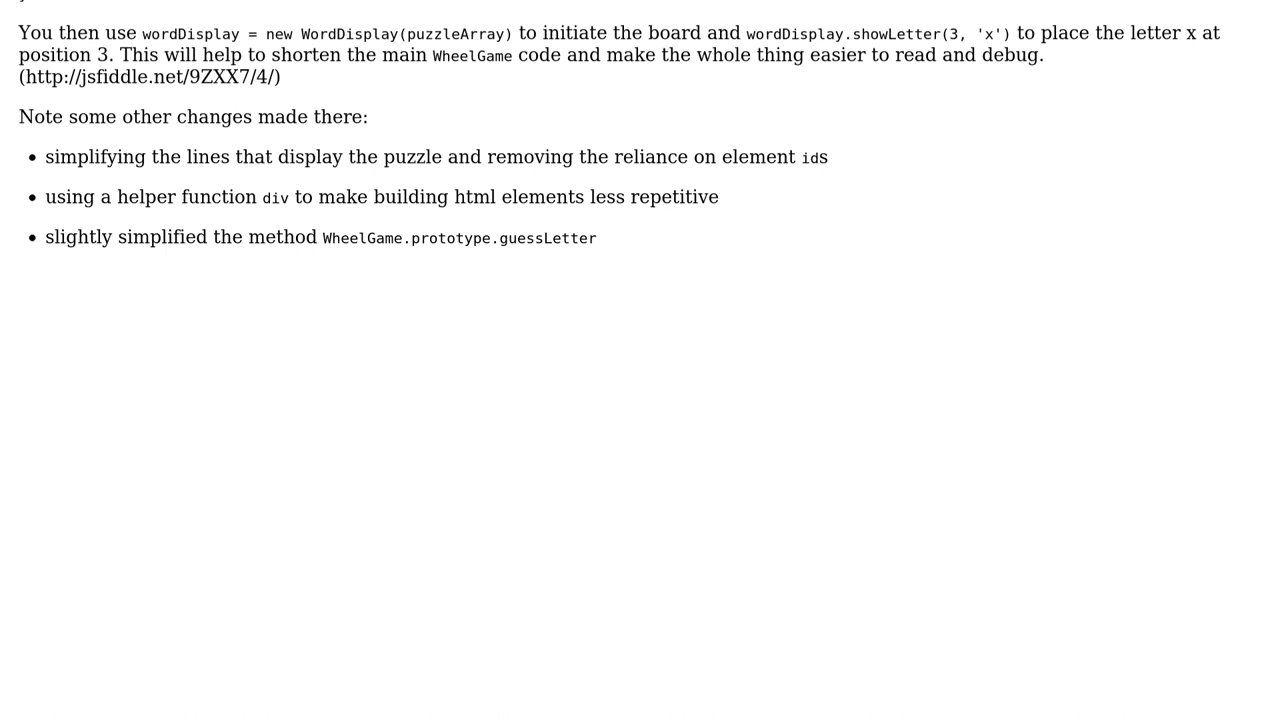 You then use wordDisplay = new WordDisplay(puzzleArray) to initiate the board and wordDisplay.showLetter(3, 'x') to place the letter x at
position 3. This will help to shorten the main WheelGame code and make the whole thing easier to read and debug.
(http://jsfiddle.net/9ZXX7/4/)
Note some other changes made there:
• simplifying the lines that display the puzzle and removing the reliance on element ids
• using a helper function div to make building html elements less repetitive
• slightly simplified the method WheelGame.prototype.guessLetter